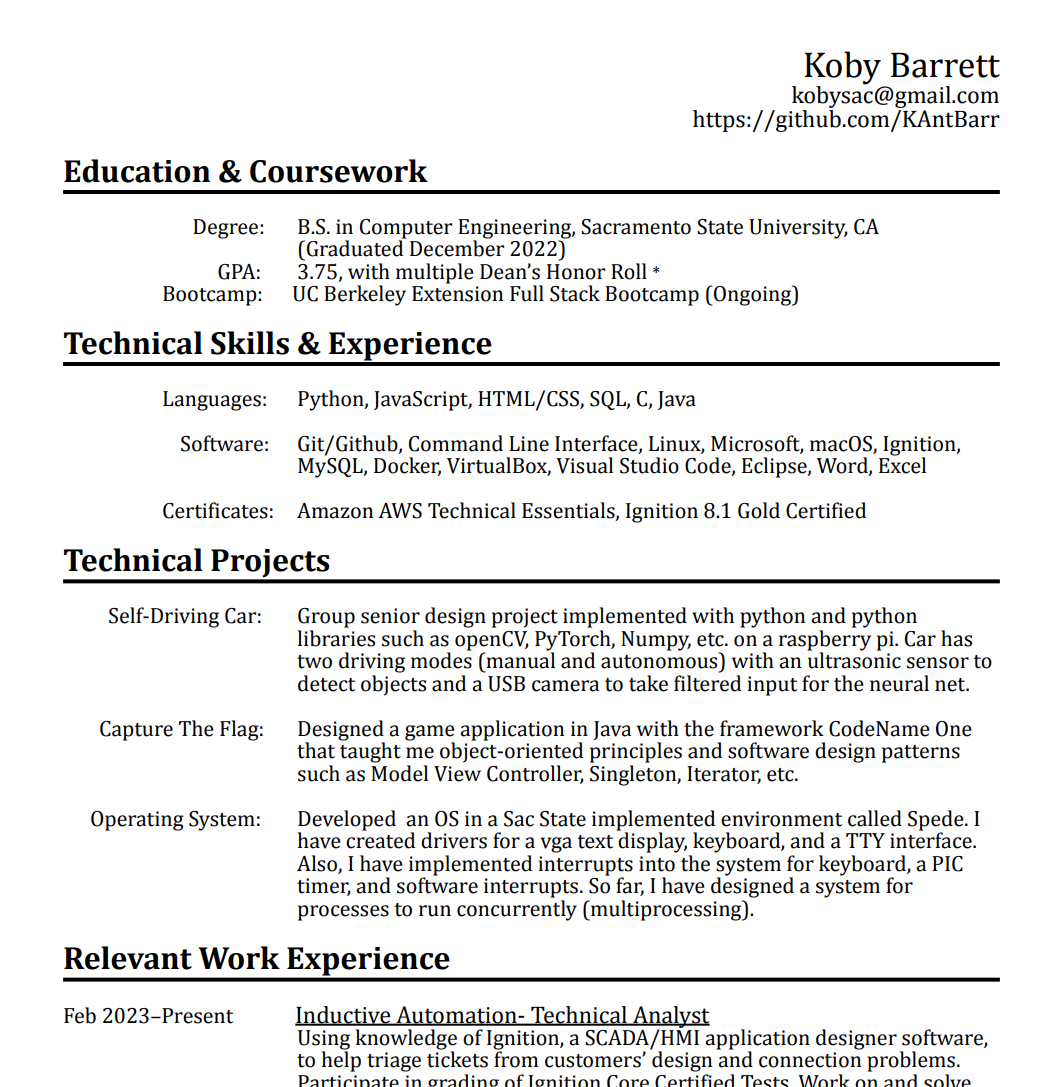 Koby Barrett
kobysac@gmail.com
https://github.com/KAntBarr
Education & Coursework
Degree: B.S. in Computer Engineering, Sacramento State University, CA
(Graduated December 2022)
GPA: 3.75, with multiple Dean’s Honor Roll *
Bootcamp: UC Berkeley Extension Full Stack Bootcamp (Ongoing)
Technical Skills & Experience
Languages: Python, JavaScript, HTML/CSS, SQL, C, Java
Software: Git/Github, Command Line Interface, Linux, Microsoft, macOS, Ignition,
MySQL, Docker, VirtualBox, Visual Studio Code, Eclipse, Word, Excel
Certificates: Amazon AWS Technical Essentials, Ignition 8.1 Gold Certified
Technical Projects
Self-Driving Car: Group senior design project implemented with python and python
libraries such as openCV, PyTorch, Numpy, etc. on a raspberry pi. Car has
two driving modes (manual and autonomous) with an ultrasonic sensor to
detect objects and a USB camera to take filtered input for the neural net.
Capture The Flag: Designed a game application in Java with the framework CodeName One
that taught me object-oriented principles and software design patterns
such as Model View Controller, Singleton, Iterator, etc.
Operating System: Developed  an OS in a Sac State implemented environment called Spede. I
have created drivers for a vga text display, keyboard, and a TTY interface.
Also, I have implemented interrupts into the system for keyboard, a PIC
timer, and software interrupts. So far, I have designed a system for
processes to run concurrently (multiprocessing).
Relevant Work Experience
Feb 2023–Present Inductive Automation- Technical Analyst
Using knowledge of Ignition, a SCADA/HMI application designer software,
to help triage tickets from customers’ design and connection problems.
Participate in grading of Ignition Core Certified Tests. Work on and solve